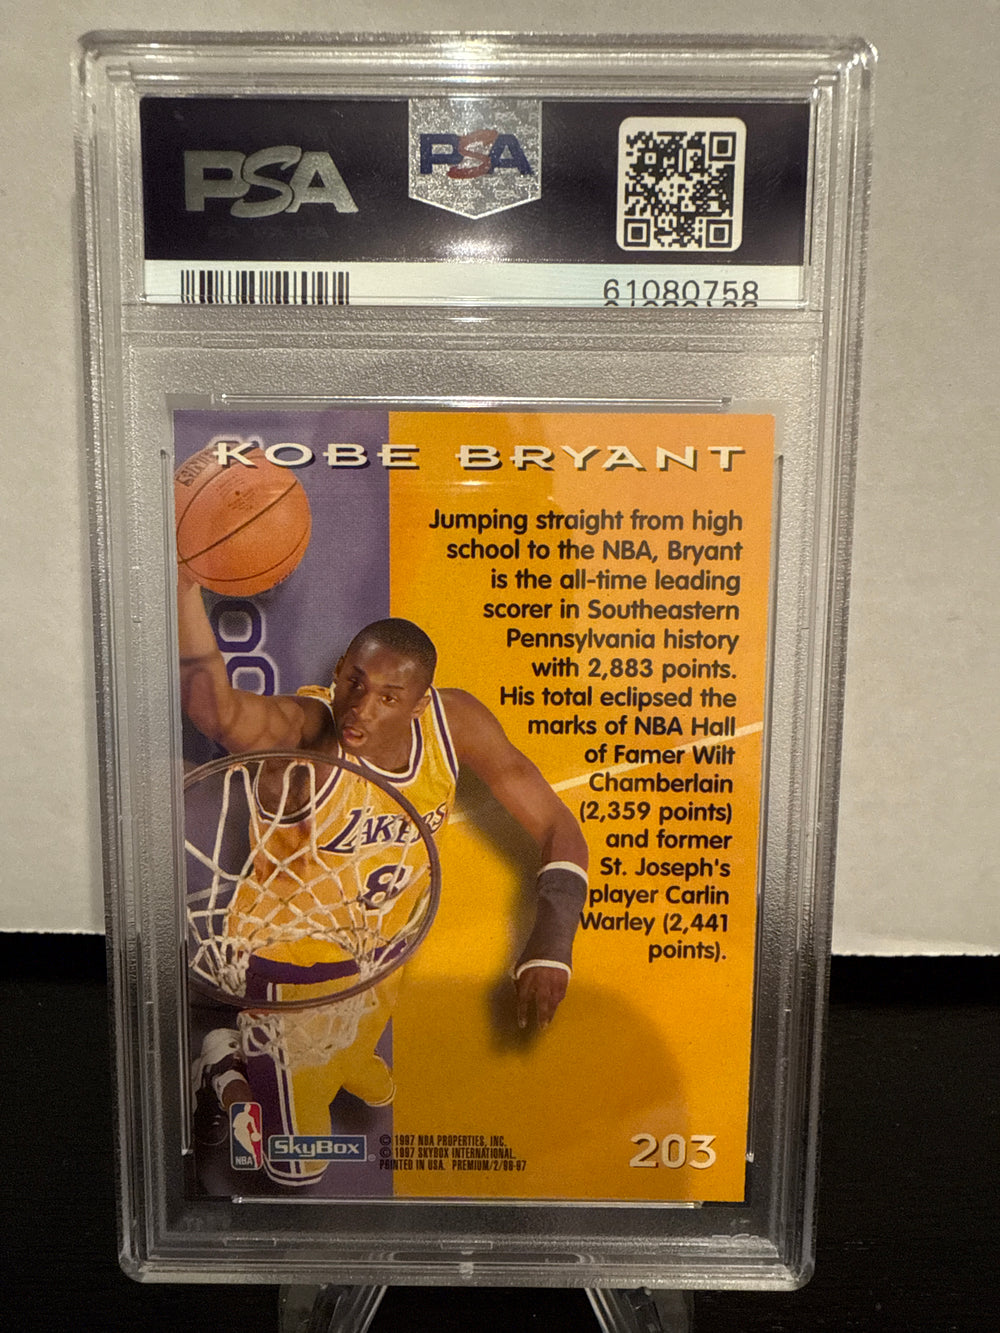 PSA
PSA
61080758
KOBE BRYANT
Jumping straight from high
school to the NBA, Bryant
is the all-time leading
scorer in Southeastern
Pennsylvania history
with 2,883 points.
His total eclipsed the
marks of NBA Hall
of Famer Wilt
Chamberlain
(2,359 points)
and former
St. Joseph's
player Carlin
Warley (2,441
points).
LAKERS
8
NBA
SkyBox
© 1997 NBA PROPERTIES, INC.
© 1997 SKYBOX INTERNATIONAL.
PRINTED IN USA. PREMIUM/2/96-97
203